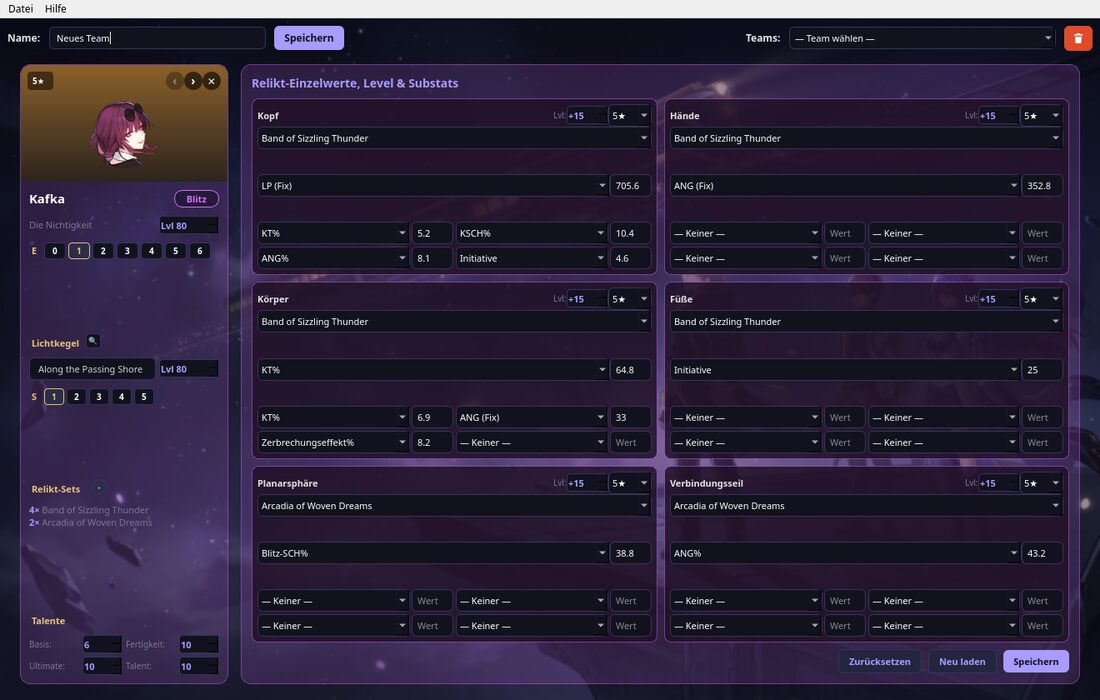 Datei Hilfe
Name: Neues Team Speichern Teams: — Team wählen —
5★ ‹ › ✕
Kafka Blitz
Die Nichtigkeit Lvl 80
E 0 1 2 3 4 5 6
Lichtkegel
Along the Passing Shore Lvl 80
S 1 2 3 4 5
Relikt-Sets –
4× Band of Sizzling Thunder
2× Arcadia of Woven Dreams
Talente
Basis: 6 Fertigkeit: 10
Ultimate: 10 Talent: 10
Relikt-Einzelwerte, Level & Substats
Kopf Lvl: +15 5★
Band of Sizzling Thunder
LP (Fix) 705.6
KT% 5.2 KSCH% 10.4
ANG% 8.1 Initiative 4.6
Hände Lvl: +15 5★
Band of Sizzling Thunder
ANG (Fix) 352.8
— Keiner — Wert — Keiner — Wert
— Keiner — Wert — Keiner — Wert
Körper Lvl: +15 5★
Band of Sizzling Thunder
KT% 64.8
KT% 6.9 ANG (Fix) 33
Zerbrechungseffekt% 8.2 — Keiner — Wert
Füße Lvl: +15 5★
Band of Sizzling Thunder
Initiative 25
— Keiner — Wert — Keiner — Wert
— Keiner — Wert — Keiner — Wert
Planarsphäre Lvl: +15 5★
Arcadia of Woven Dreams
Blitz-SCH% 38.8
— Keiner — Wert — Keiner — Wert
— Keiner — Wert — Keiner — Wert
Verbindungsseil Lvl: +15 5★
Arcadia of Woven Dreams
ANG% 43.2
— Keiner — Wert — Keiner — Wert
— Keiner — Wert — Keiner — Wert
Zurücksetzen Neu laden Speichern